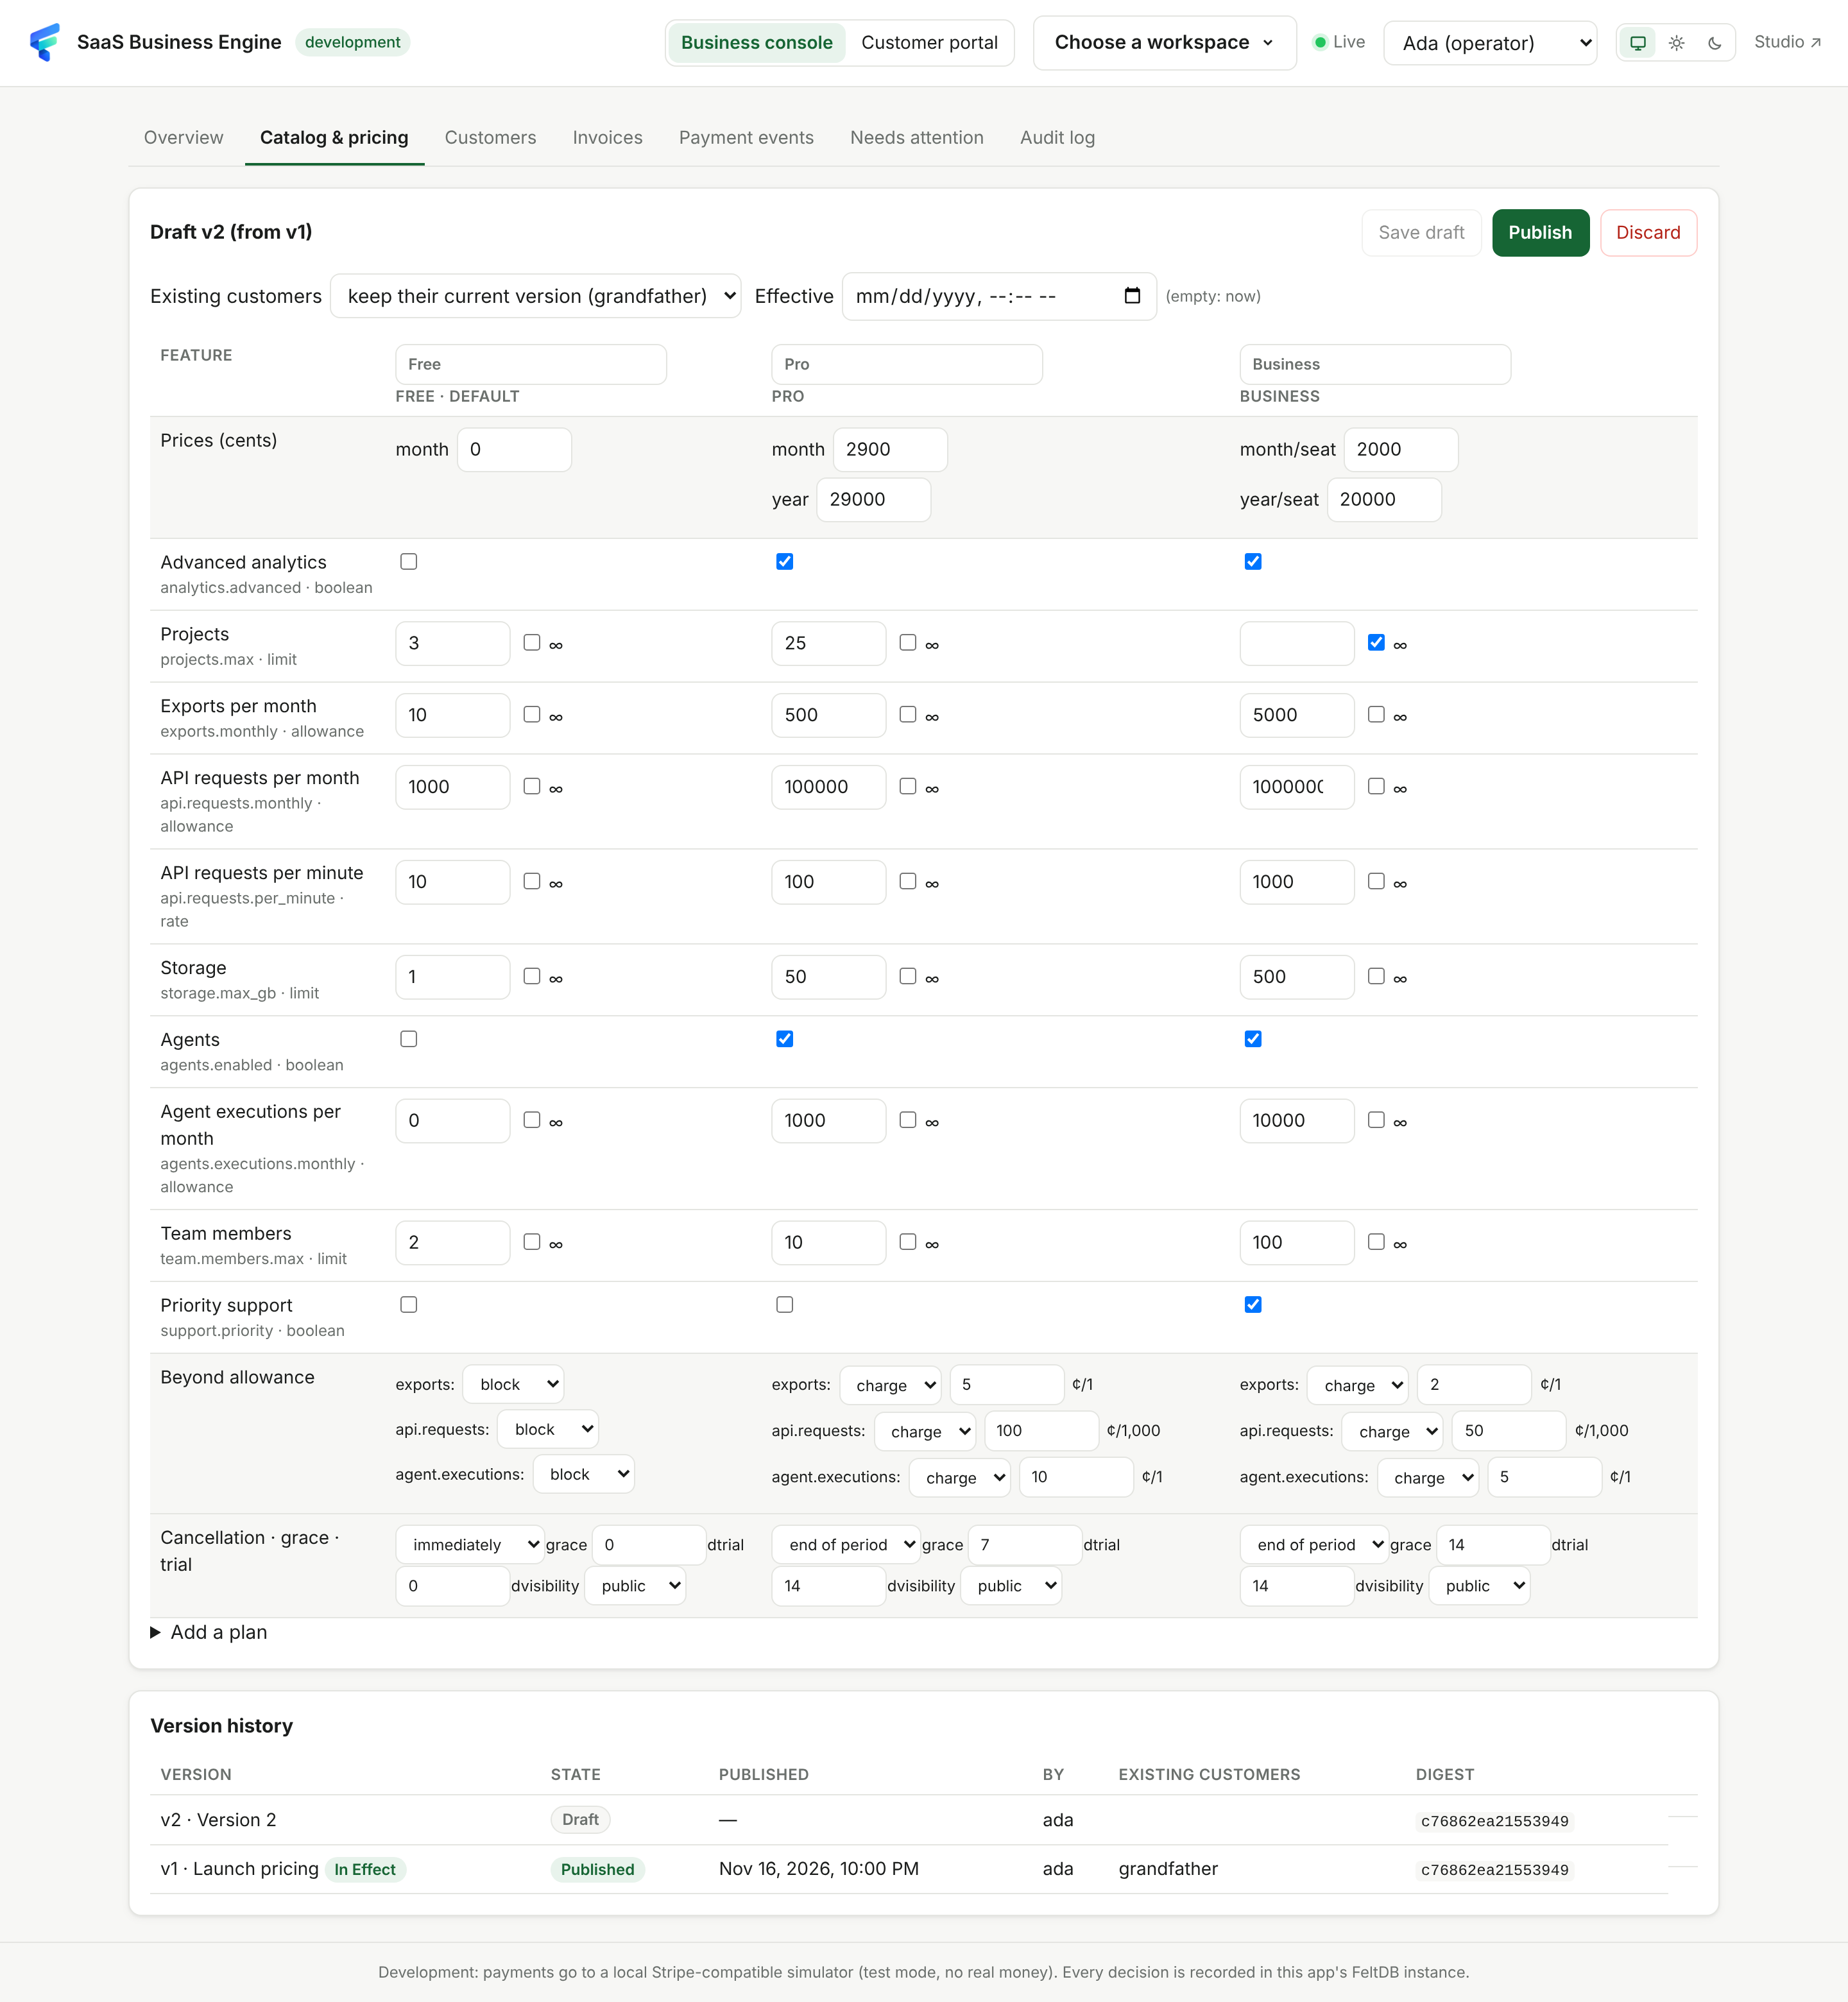 SaaS Business Engine development Business console Customer portal Choose a workspace Live Ada (operator) Studio ↗
Overview Catalog & pricing Customers Invoices Payment events Needs attention Audit log
Draft v2 (from v1) Save draft Publish Discard
Existing customers keep their current version (grandfather) Effective mm/dd/yyyy, --:-- -- (empty: now)
FEATURE Free Pro Business
FREE · DEFAULT PRO BUSINESS
Prices (cents) month 0 month 2900 month/seat 2000
year 29000 year/seat 20000
Advanced analytics
analytics.advanced · boolean
Projects 3 ∞ 25 ∞ ∞
projects.max · limit
Exports per month 10 ∞ 500 ∞ 5000 ∞
exports.monthly · allowance
API requests per month 1000 ∞ 100000 ∞ 1000000 ∞
api.requests.monthly ·
allowance
API requests per minute 10 ∞ 100 ∞ 1000 ∞
api.requests.per_minute ·
rate
Storage 1 ∞ 50 ∞ 500 ∞
storage.max_gb · limit
Agents
agents.enabled · boolean
Agent executions per
month 0 ∞ 1000 ∞ 10000 ∞
agents.executions.monthly ·
allowance
Team members 2 ∞ 10 ∞ 100 ∞
team.members.max · limit
Priority support
support.priority · boolean
Beyond allowance exports: block exports: charge 5 ¢/1 exports: charge 2 ¢/1
api.requests: block api.requests: charge 100 ¢/1,000 api.requests: charge 50 ¢/1,000
agent.executions: block agent.executions: charge 10 ¢/1 agent.executions: charge 5 ¢/1
Cancellation · grace · immediately grace 0 dtrial end of period grace 7 dtrial end of period grace 14 dtrial
trial 0 dvisibility public 14 dvisibility public 14 dvisibility public
Add a plan
Version history
VERSION STATE PUBLISHED BY EXISTING CUSTOMERS DIGEST
v2 · Version 2 Draft — ada c76862ea21553949
v1 · Launch pricing In Effect Published Nov 16, 2026, 10:00 PM ada grandfather c76862ea21553949
Development: payments go to a local Stripe-compatible simulator (test mode, no real money). Every decision is recorded in this app's FeltDB instance.